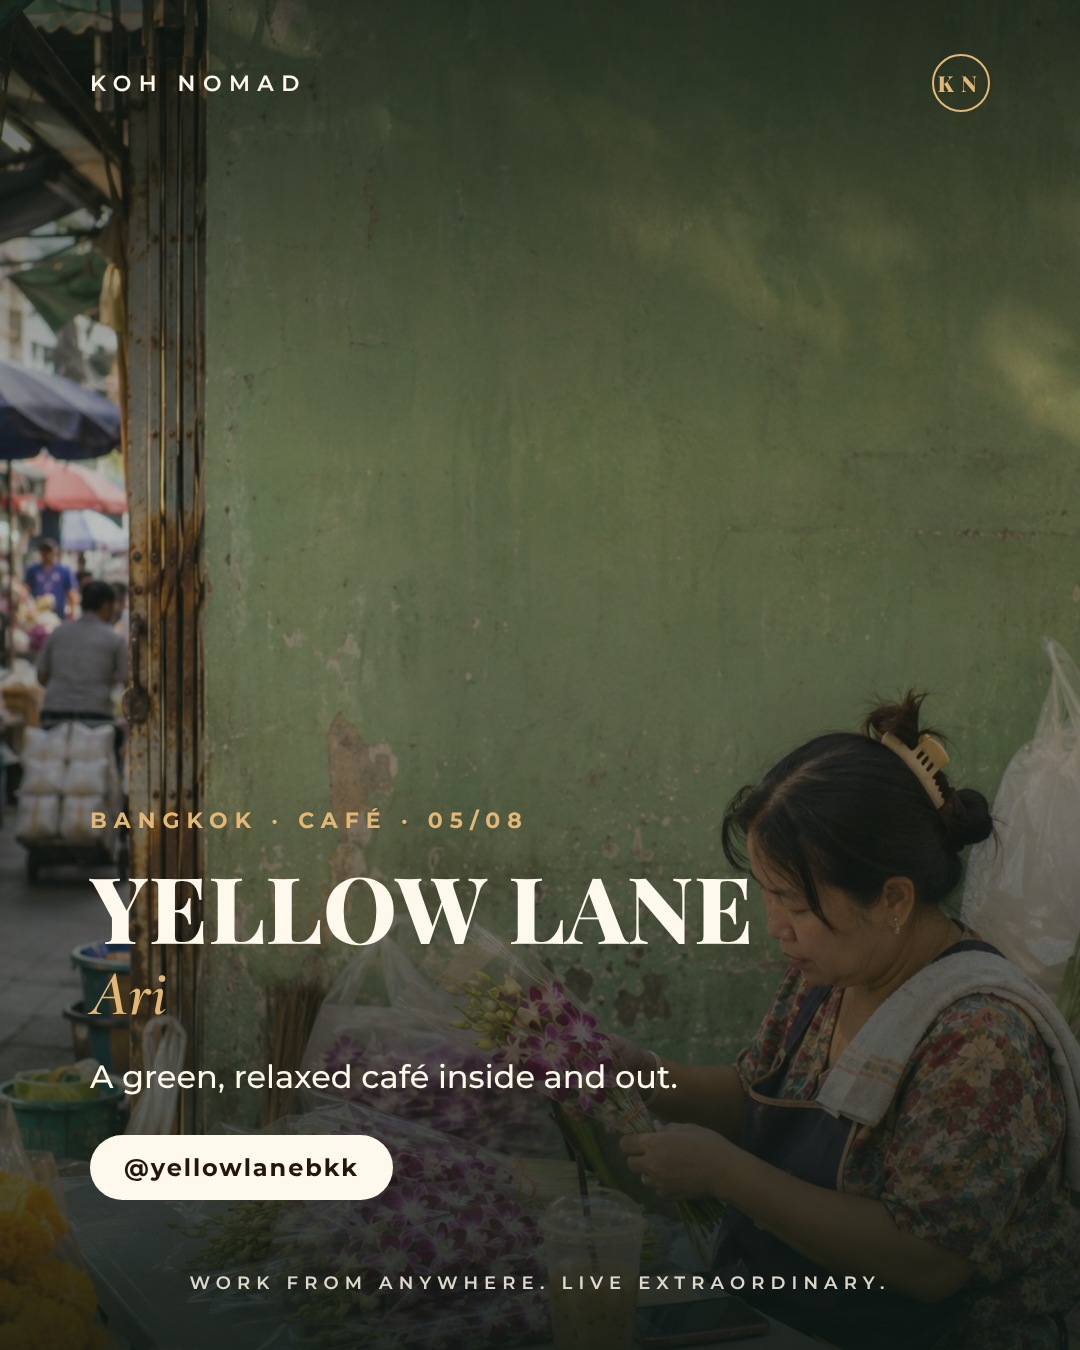 KOH NOMAD
KN
BANGKOK · CAFÉ · 05/08
YELLOW LANE
Ari
A green, relaxed café inside and out.
@yellowlanebkk
WORK FROM ANYWHERE. LIVE EXTRAORDINARY.